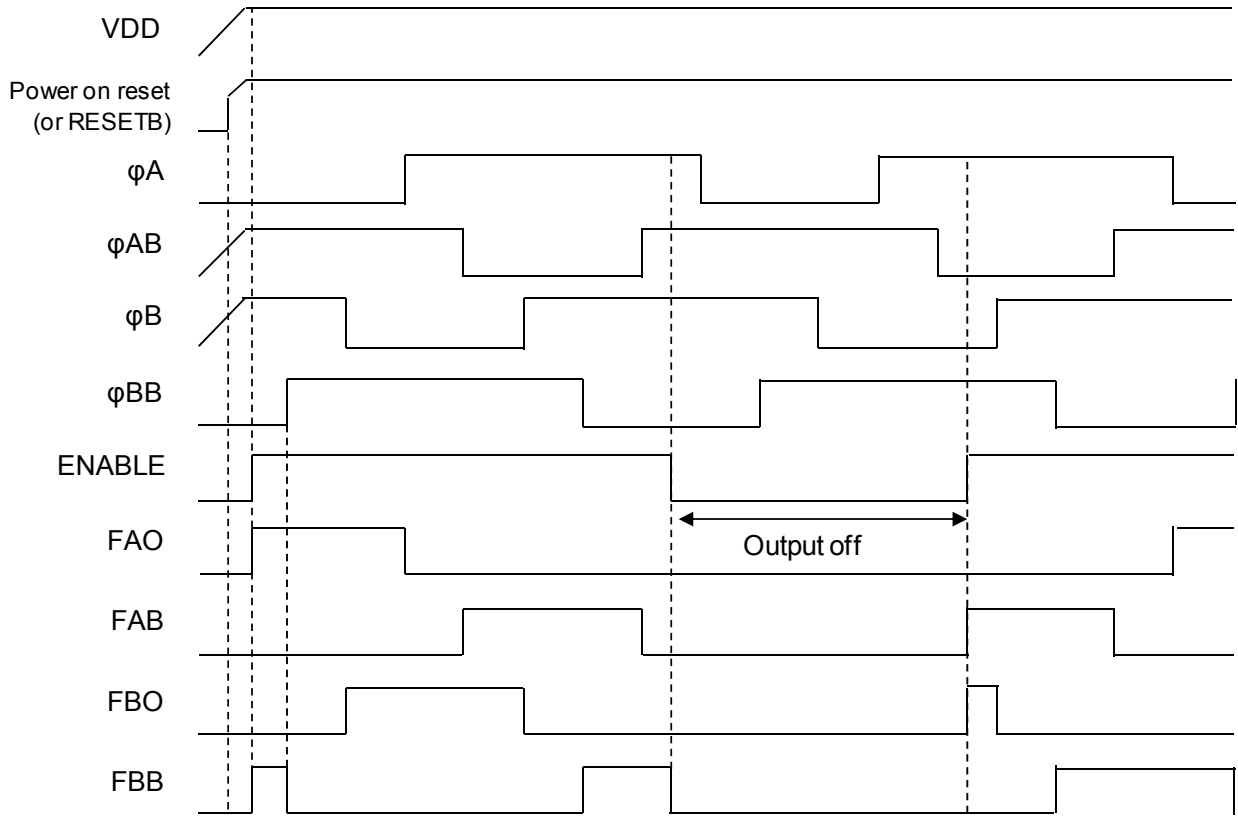 VDD
Power on reset
(or RESETB)
φA
φAB
φB
φBB
ENABLE
Output off
FAO
FAB
FBO
FBB